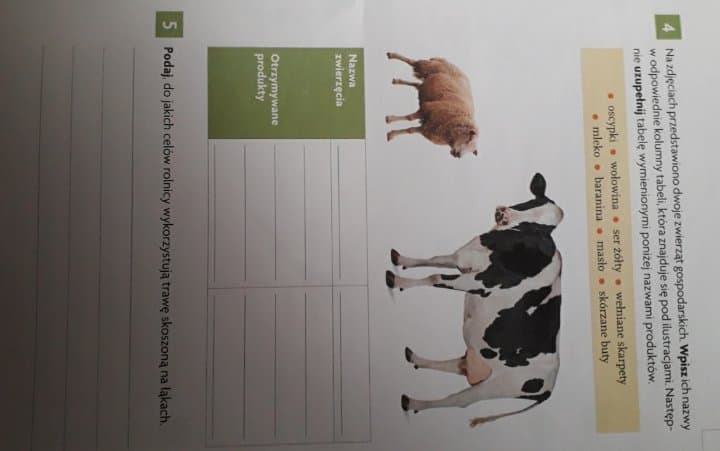 4
Na zdjęciach przedstawiono dwoje zwierząt gospodarskich. Wpisz ich nazwy
w odpowiednie kolumny tabeli, która znajduje się pod ilustracjami. Następ-
nie uzupełnij tabelę wymienionymi poniżej nazwami produktów.
• oscypki • wołowina • ser żółty • wełniane skarpety
• mleko • baranina • masło • skórzane buty
Nazwa
zwierzęcia
Otrzymywane
produkty
5
Podaj, do jakich celów rolnicy wykorzystują trawę skoszoną na łąkach.